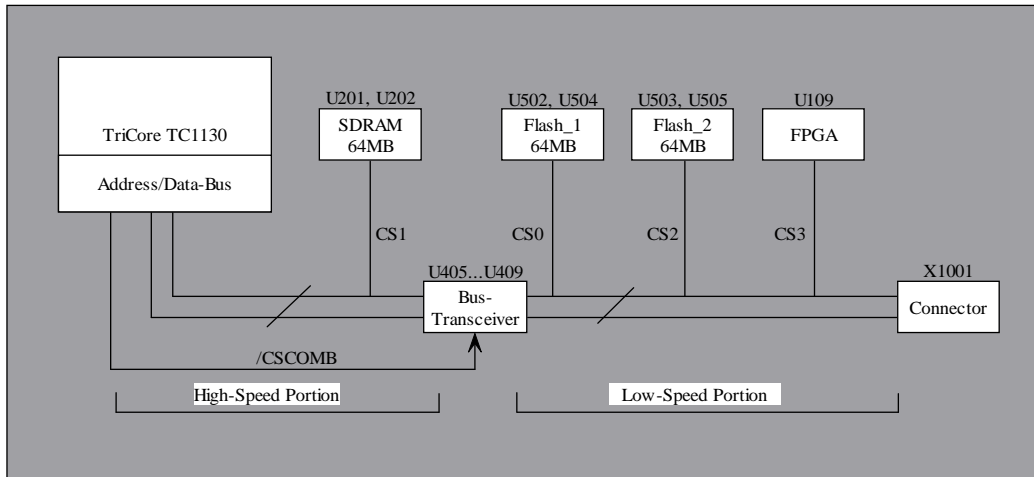 TriCore TC1130
Address/Data-Bus
U201, U202
SDRAM
64MB
U502, U504
Flash_1
64MB
U503, U505
Flash_2
64MB
U109
FPGA
CS1
CS0
CS2
CS3
U405...U409
Bus-
Transceiver
X1001
Connector
/CSCOMB
High-Speed Portion
Low-Speed Portion